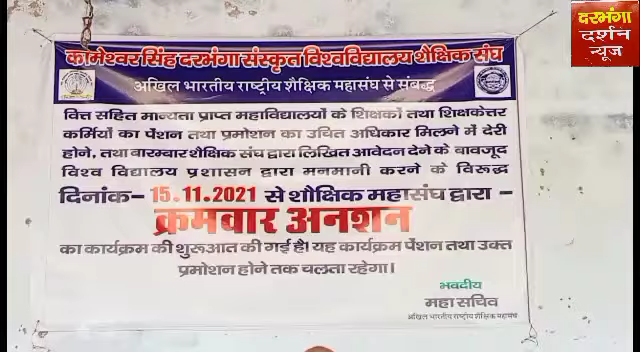 दरभंगा
दर्शन
न्यूज
कामेश्वर सिंह दरभंगा संस्कृत विश्वविद्यालय शैक्षिक संघ
अखिल भारतीय राष्ट्रीय शैक्षिक महासंघ से संबद्ध
वित्त सहित मान्यता प्राप्त महाविद्यालयों के शिक्षकों तथा शिक्षकेत्तर
कर्मियों का पेंशन तथा प्रमोशन का उचित अधिकार मिलने में देरी
होने, तथा बारम्बार शैक्षिक संघ द्वारा लिखित आवेदन देने के बावजूद
विश्व विद्यालय प्रशासन द्वारा मनमानी करने के विरूद्ध
दिनांक- 15.11.2021 से शौक्षिक महासंघ द्वारा -
क्रमवार अनशन
का कार्यक्रम की शुरूआत की गई है। यह कार्यक्रम पेंशन तथा उक्त
प्रमोशन होने तक चलता रहेगा।
भवदीय
महा सचिव
अखिल भारतीय राष्ट्रीय शैक्षिक महासंघ